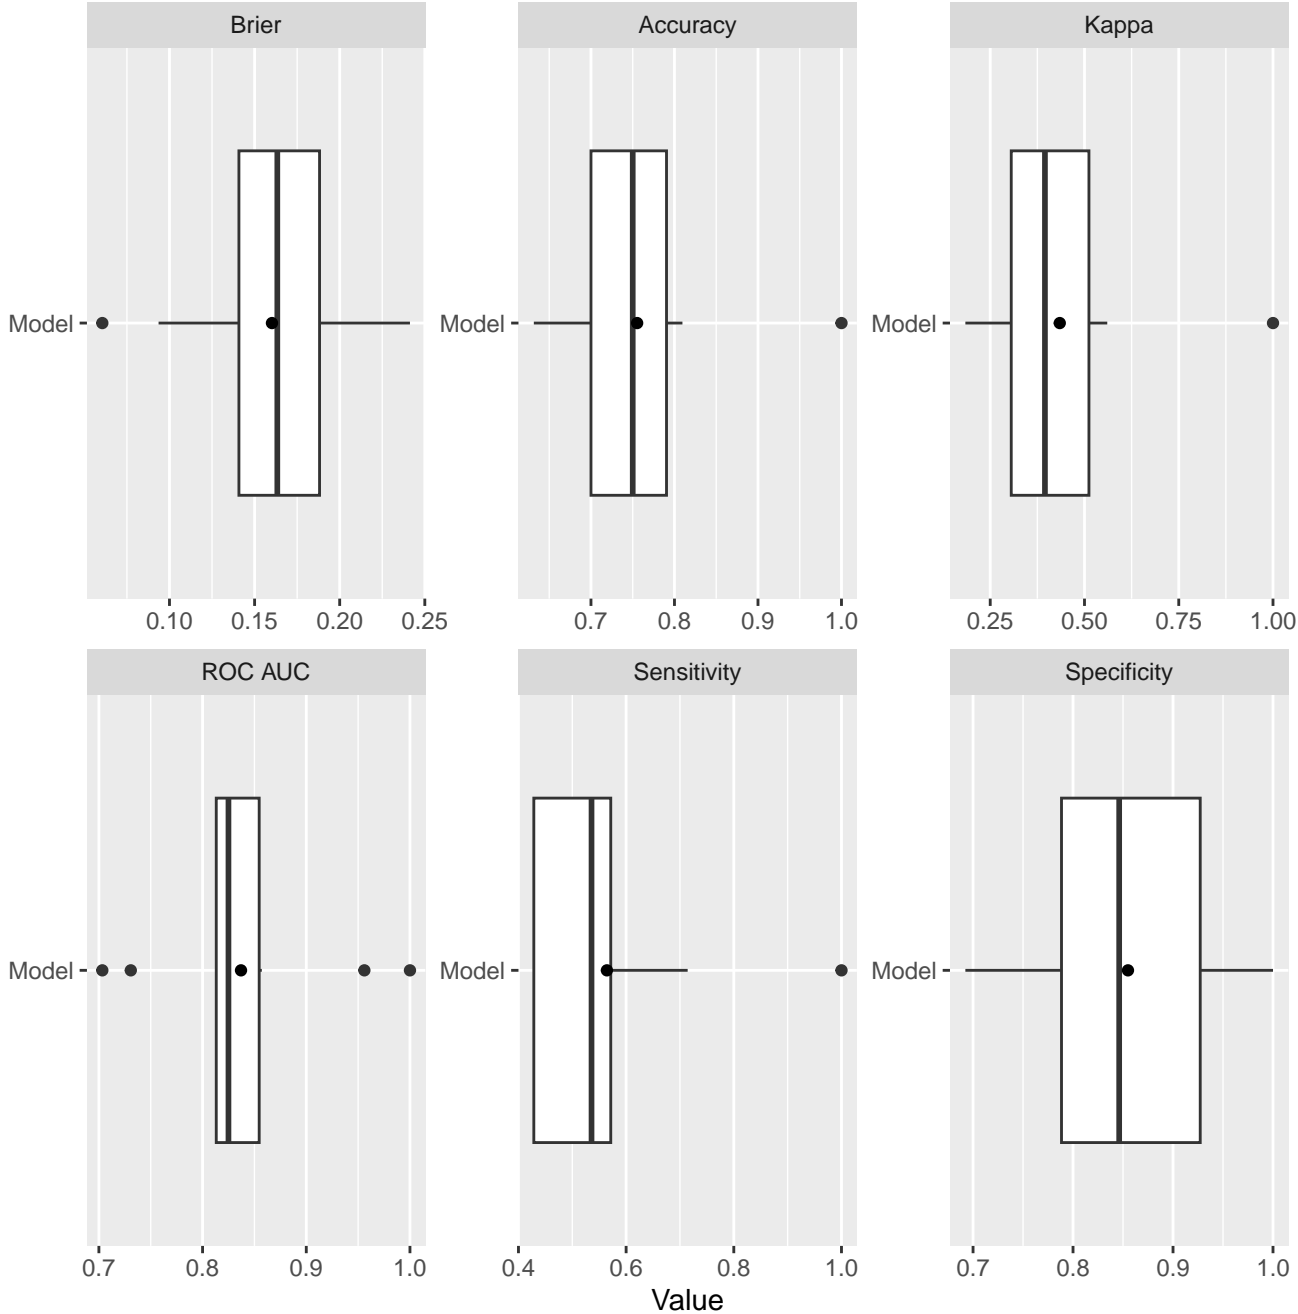 Brier Accuracy Kappa
Model Model Model
0.10 0.15 0.20 0.25 0.7 0.8 0.9 1.0 0.25 0.50 0.75 1.00
ROC AUC Sensitivity Specificity
Model Model Model
0.7 0.8 0.9 1.0 0.4 0.6 0.8 1.0 0.7 0.8 0.9 1.0
Value